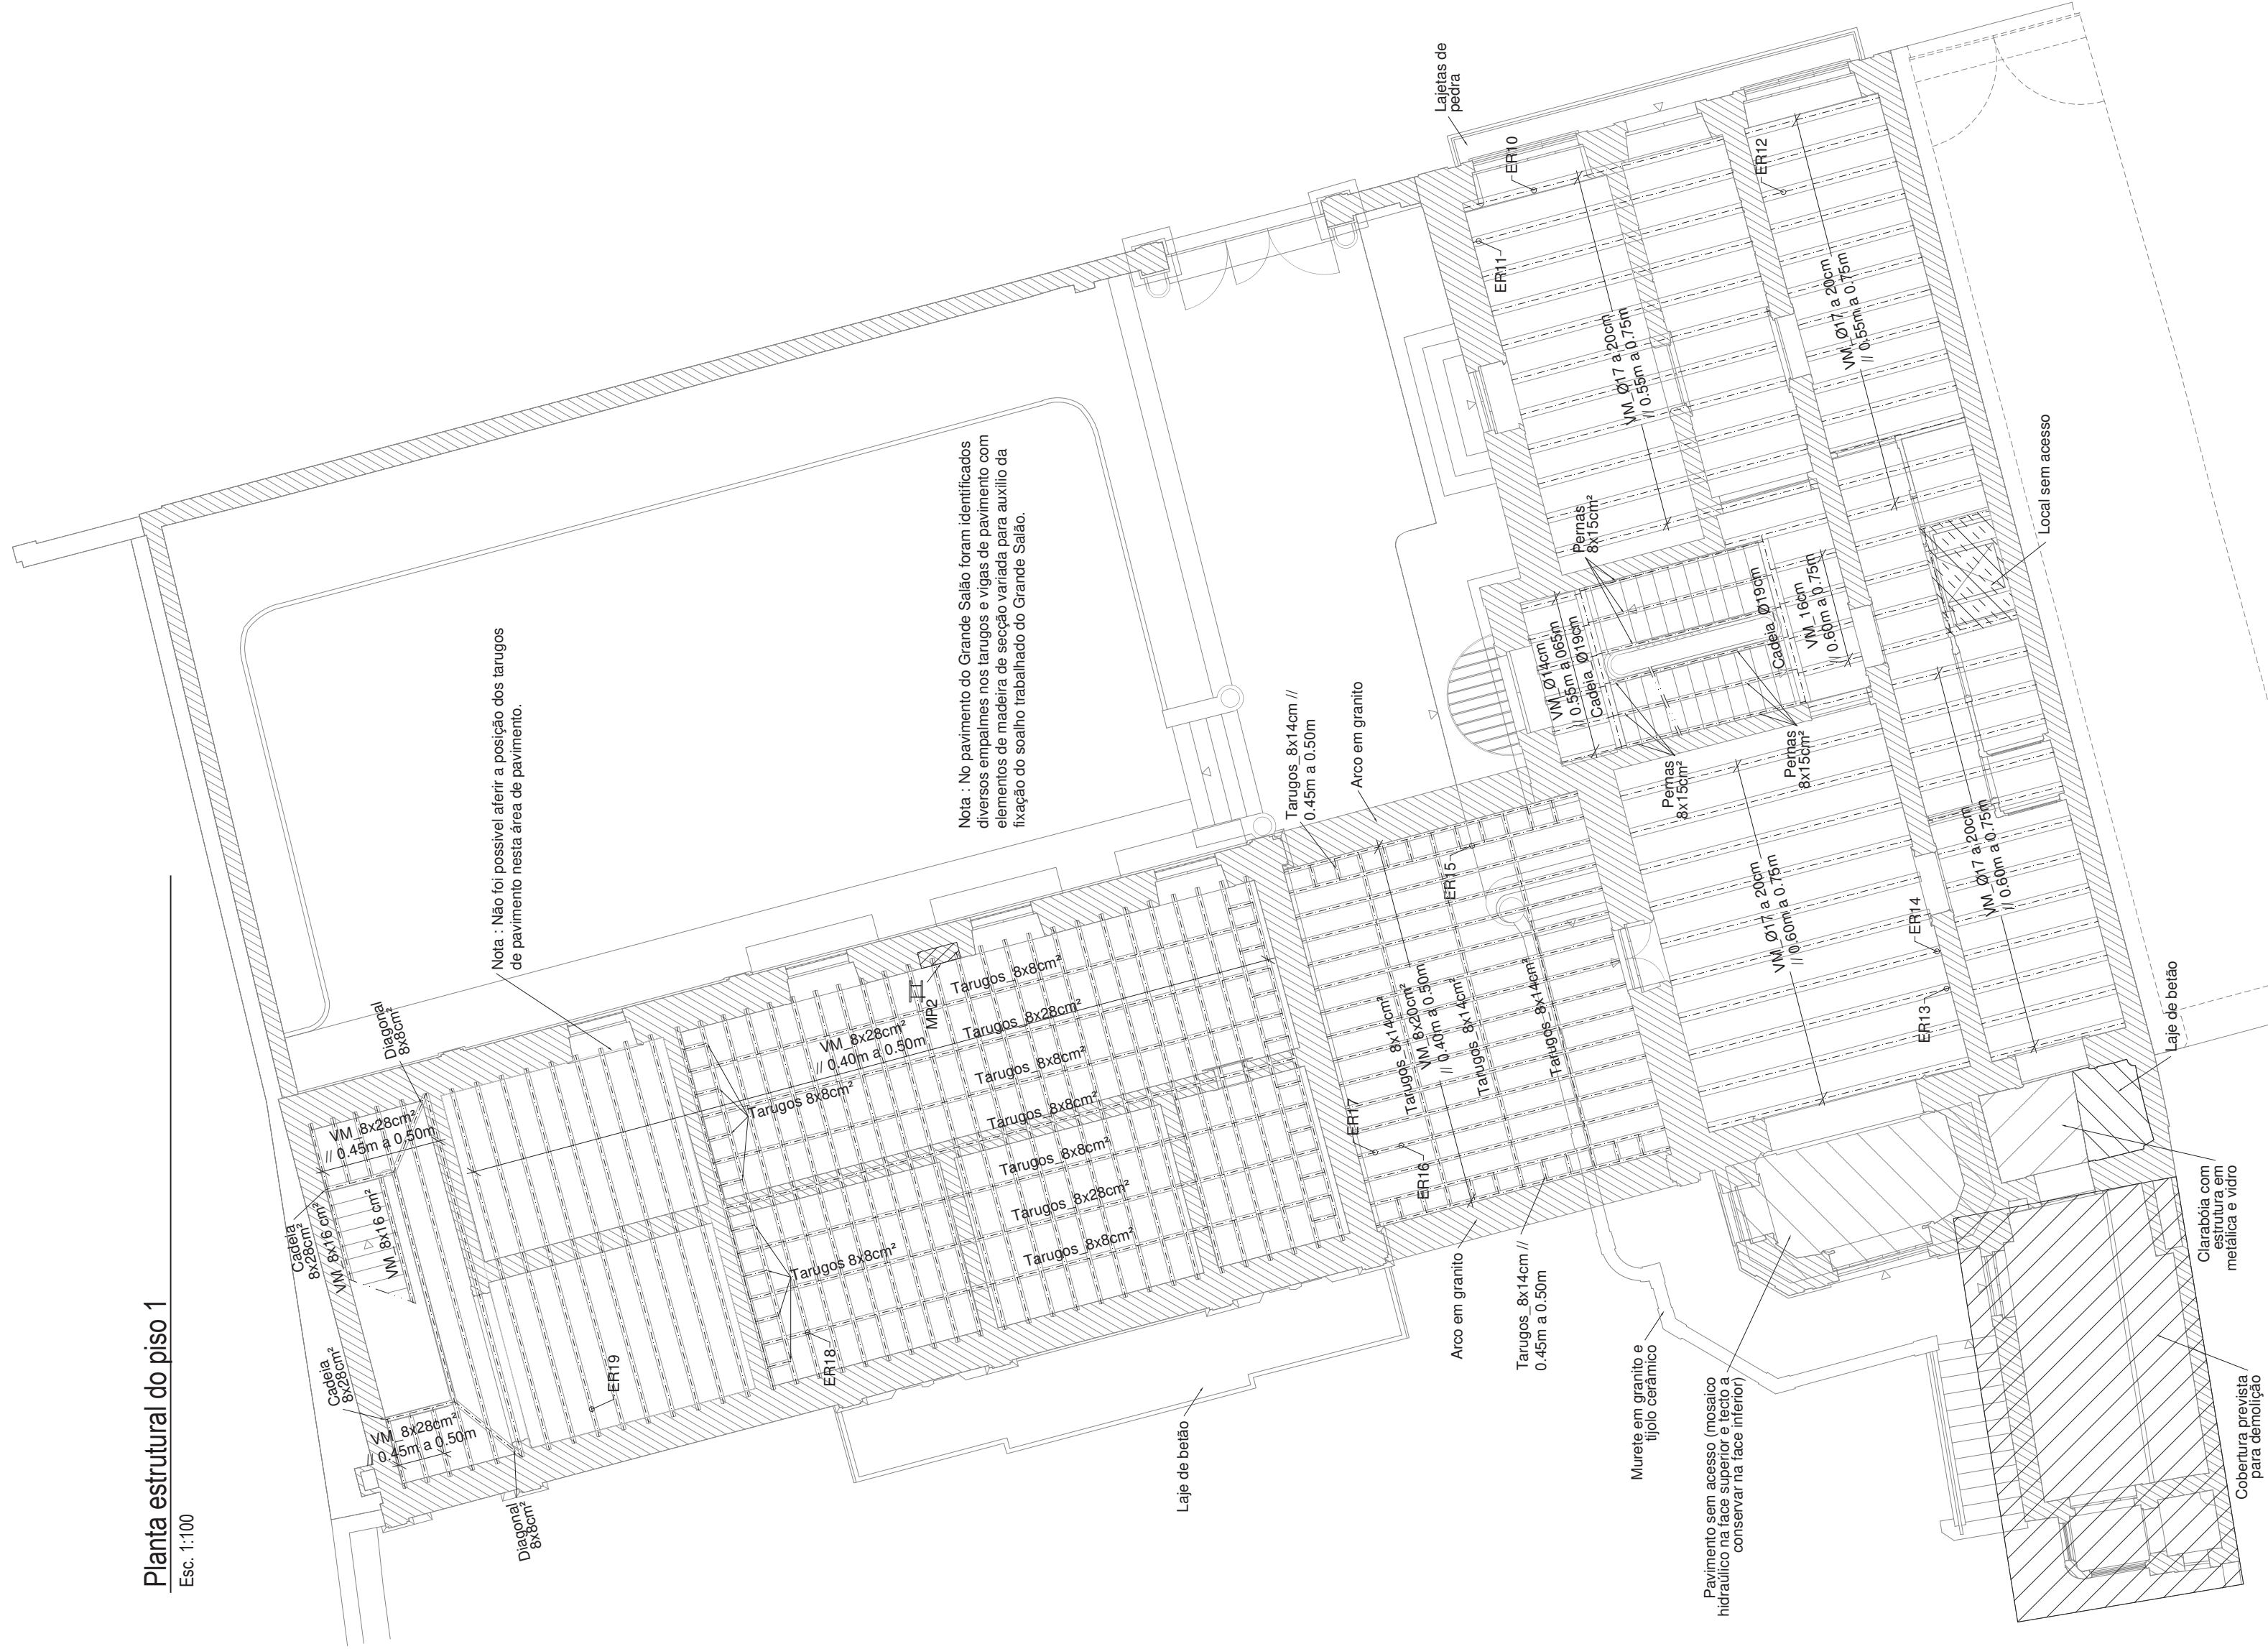 Planta estrutural do piso 1
Esc. 1:100
Cadeia
8x28cm²
Diagonal
8x8cm²
VM_8x28cm²
// 0.45m a 0.50m
Cadeia
8x28cm²
VM_8x16 cm²
VM_8x16 cm²
VM_8x28cm²
// 0.45m a 0.50m
Diagonal
8x8cm²
Nota : Não foi possivel aferir a posição dos tarugos
de pavimento nesta área de pavimento.
ER19
ER18
Tarugos 8x8cm²
Tarugos 8x8cm²
VM_8x28cm²
// 0.40m a 0.50m
MP2
Tarugos_8x8cm²
Tarugos_8x28cm²
Tarugos_8x8cm²
Tarugos_8x8cm²
Tarugos_8x8cm²
Tarugos_8x28cm²
Tarugos_8x8cm²
Nota : No pavimento do Grande Salão foram identificados
diversos empalmes nos tarugos e vigas de pavimento com
elementos de madeira de secção variada para auxilio da
fixação do soalho trabalhado do Grande Salão.
Laje de betão
Tarugos_8x14cm //
0.45m a 0.50m
Arco em granito
ER17
ER16
ER15
Tarugos_8x14cm²
VM_8x20cm²
// 0.40m a 0.50m
Tarugos_8x14cm²
Tarugos_8x14cm²
Arco em granito
Tarugos_8x14cm //
0.45m a 0.50m
Murete em granito e
tijolo cerâmico
Pavimento sem acesso (mosaico
hidraúlico na face superior e tecto a
conservar na face inferior)
Lajetas de
pedra
ER10
ER11
ER12
VM_Ø17 a 20cm
// 0.55m a 0.75m
VM_Ø17 a 20cm
// 0.55m a 0.75m
Pernas
8x15cm²
VM_Ø14cm
// 0.55m a 065m
Cadeia_Ø19cm
Cadeia_Ø19cm
VM_16cm
// 0.60m a 0.75m
Pernas
8x15cm²
Pernas
8x15cm²
Local sem acesso
VM_Ø17 a 20cm
// 0.60m a 0.75m
VM_Ø17 a 20cm
// 0.60m a 0.75m
ER14
ER13
Laje de betão
Clarabóia com
estrutura em
metálica e vidro
Cobertura prevista
para demolição